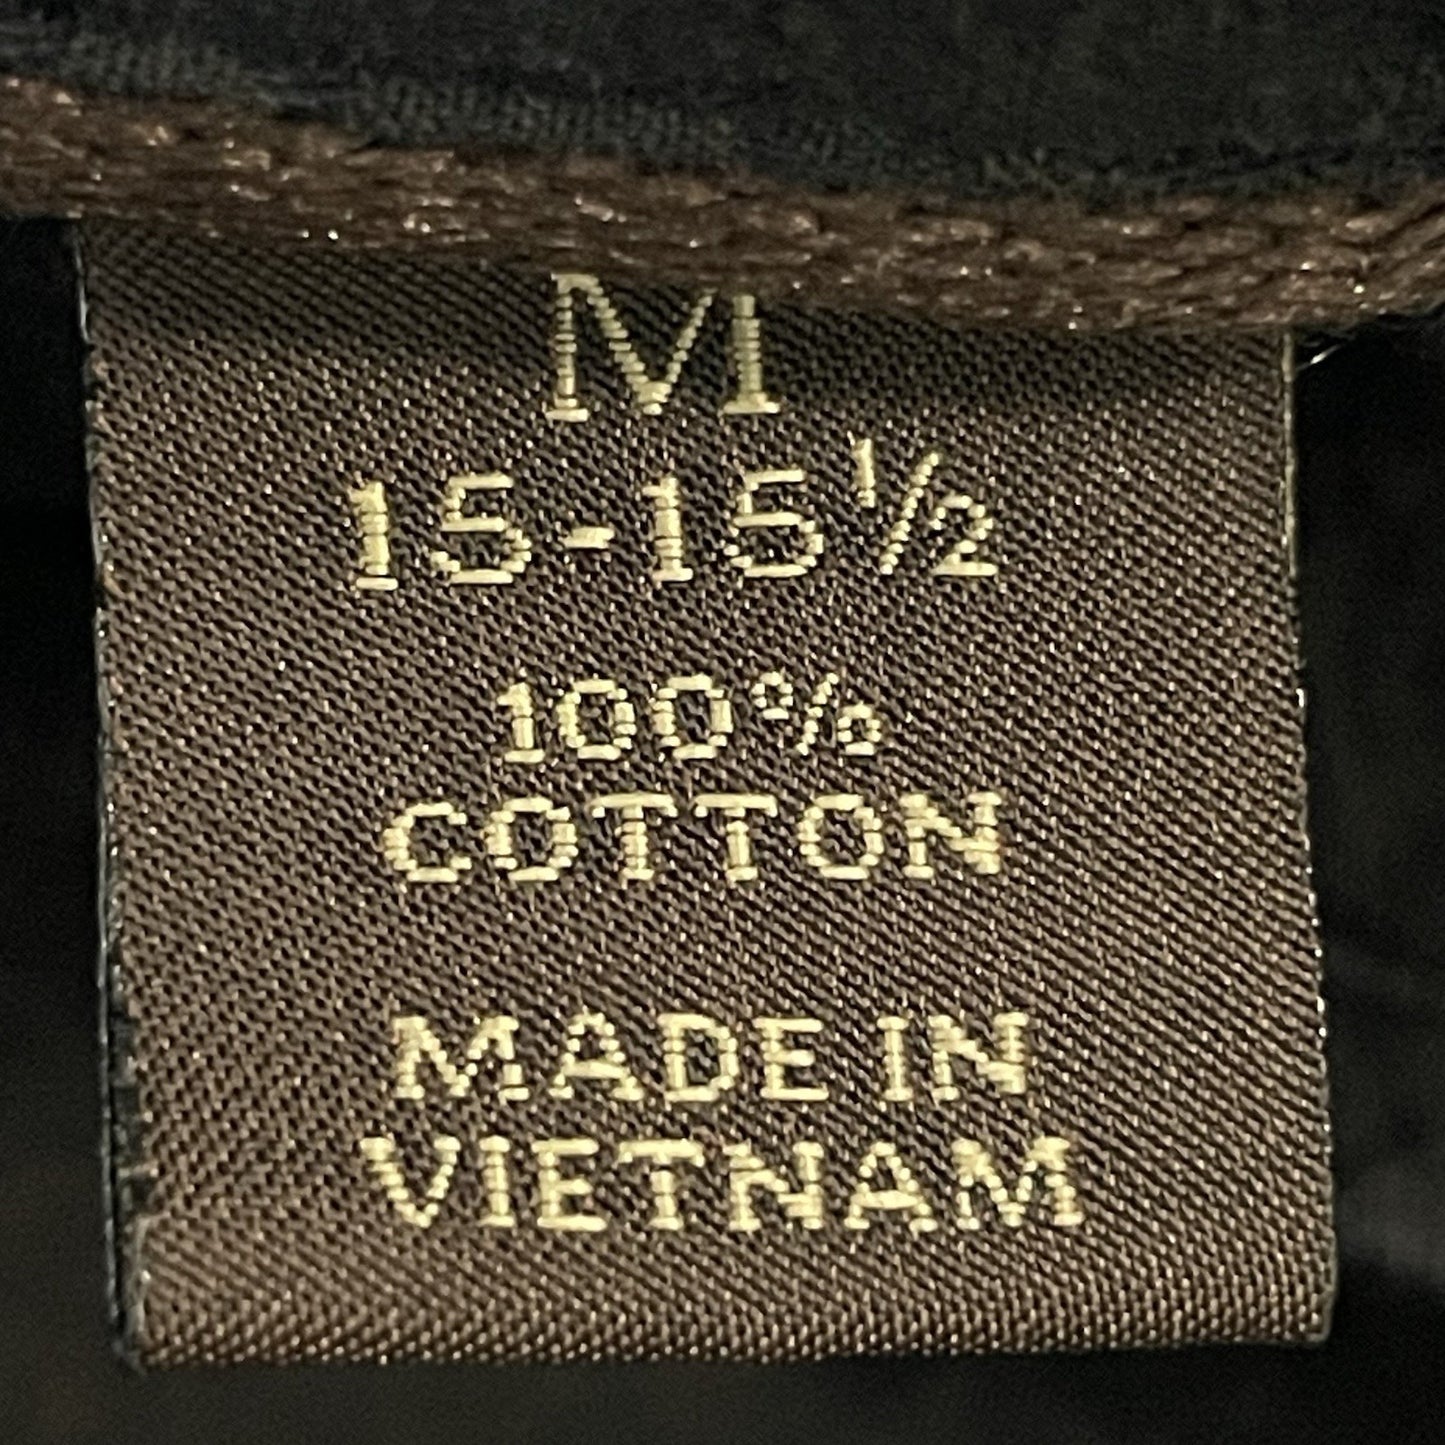 M
15-15½
100%
COTTON
MADE IN
VIETNAM